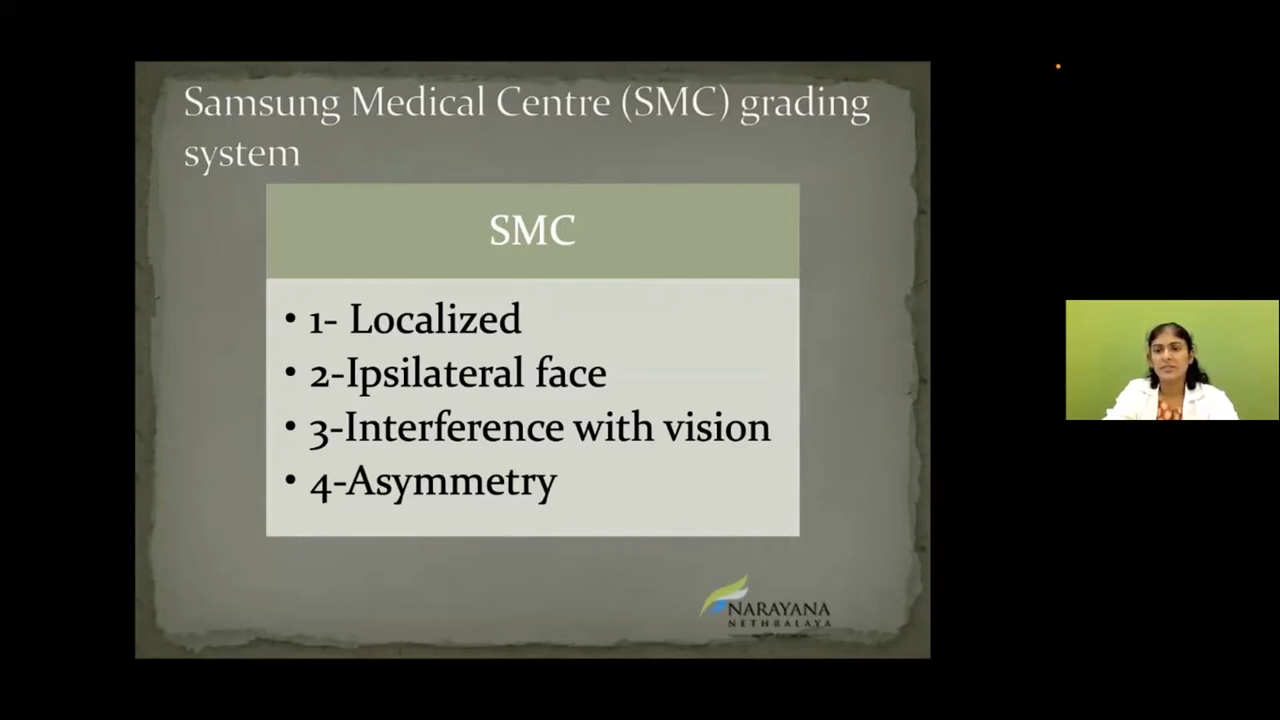 Samsung Medical Centre (SMC) grading
system
SMC
• 1- Localized
• 2-Ipsilateral face
• 3-Interference with vision
• 4-Asymmetry
NARAYANA
NETHRALAYA